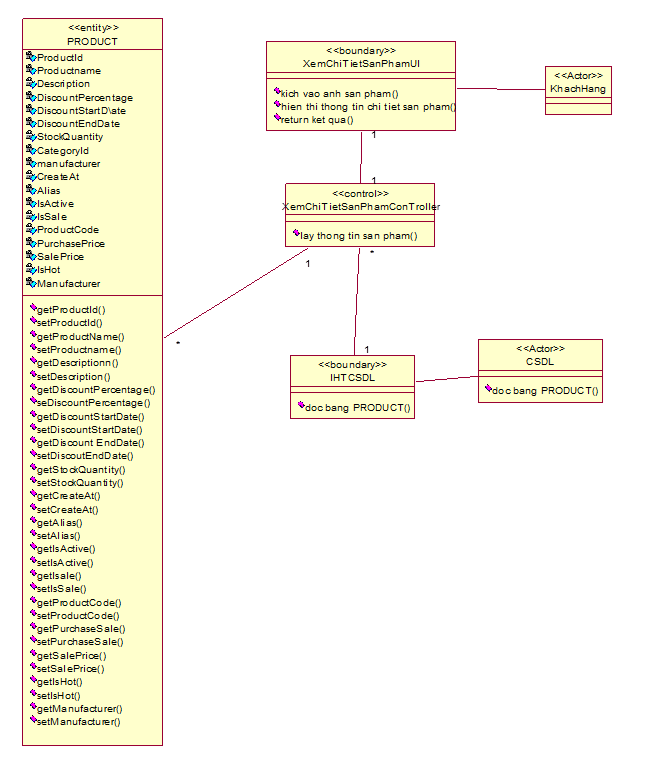 <<entity>>
PRODUCT
ProductId
Productname
Description
DiscountPercentage
DiscountStartD\ate
DiscountEndDate
StockQuantity
CategoryId
manufacturer
CreateAt
Alias
IsActive
IsSale
ProductCode
PurchasePrice
SalePrice
IsHot
Manufacturer
getProductId()
setProductId()
getProductName()
setProductname()
getDescriptionn()
setDescription()
getDiscountPercentage()
seDiscountPercentage()
getDiscountStartDate()
setDiscountStartDate()
getDiscount EndDate()
setDiscoutEndDate()
getStockQuantity()
setStockQuantity()
getCreateAt()
setCreateAt()
getAlias()
setAlias()
getIsActive()
setIsActive()
getIsale()
setIsSale()
getProductCode()
setProductCode()
getPurchaseSale()
setPurchaseSale()
getSalePrice()
setSalePrice()
getIsHot()
setIsHot()
getManufacturer()
setManufacturer()
<<boundary>>
XemChiTietSanPhamUI
kich vao anh san pham()
hien thi thong tin chi tiet san pham()
return ket qua()
<<Actor>>
KhachHang
1
1
<<control>>
XemChiTietSanPhamConTroller
lay thong tin san pham()
1
*
*
1
<<boundary>>
IHTCSDL
doc bang PRODUCT()
<<Actor>>
CSDL
doc bang PRODUCT()